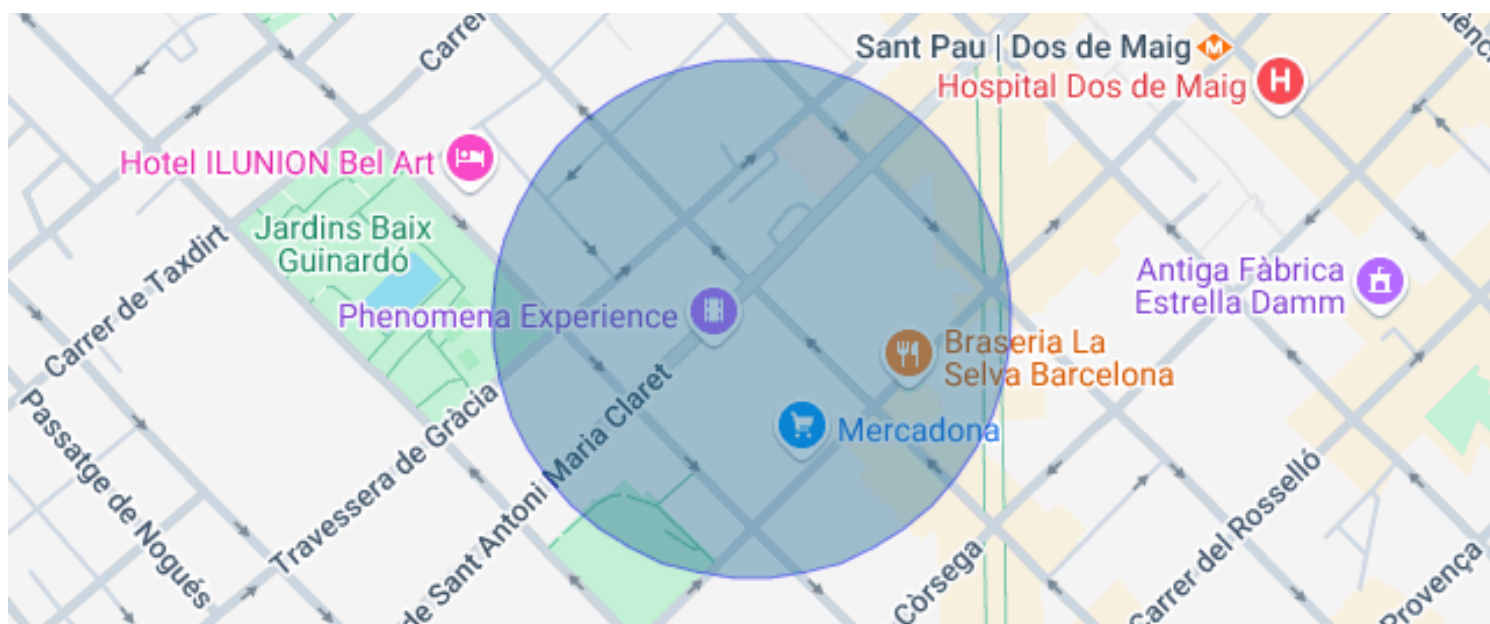 Carrer
Sant Pau | Dos de Maig
Hospital Dos de Maig
H
Hotel ILUNION Bel Art
Jardins Baix
Guinardó
Carrer de Taxdirt
Phenomena Experience
Antiga Fàbrica
Estrella Damm
Braseria La
Selva Barcelona
Mercadona
Passatge de Nogués
Travessera de Gràcia
de Sant Antoni Maria Claret
Còrsega
Carrer del Rosselló
Provença